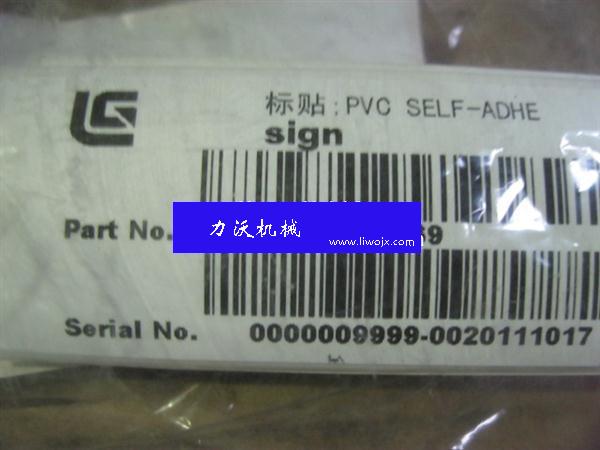 标贴:PVC SELF-ADHE
sign
Part No.
力沃机械
www.liwojx.com
Serial No. 0000009999-0020111017